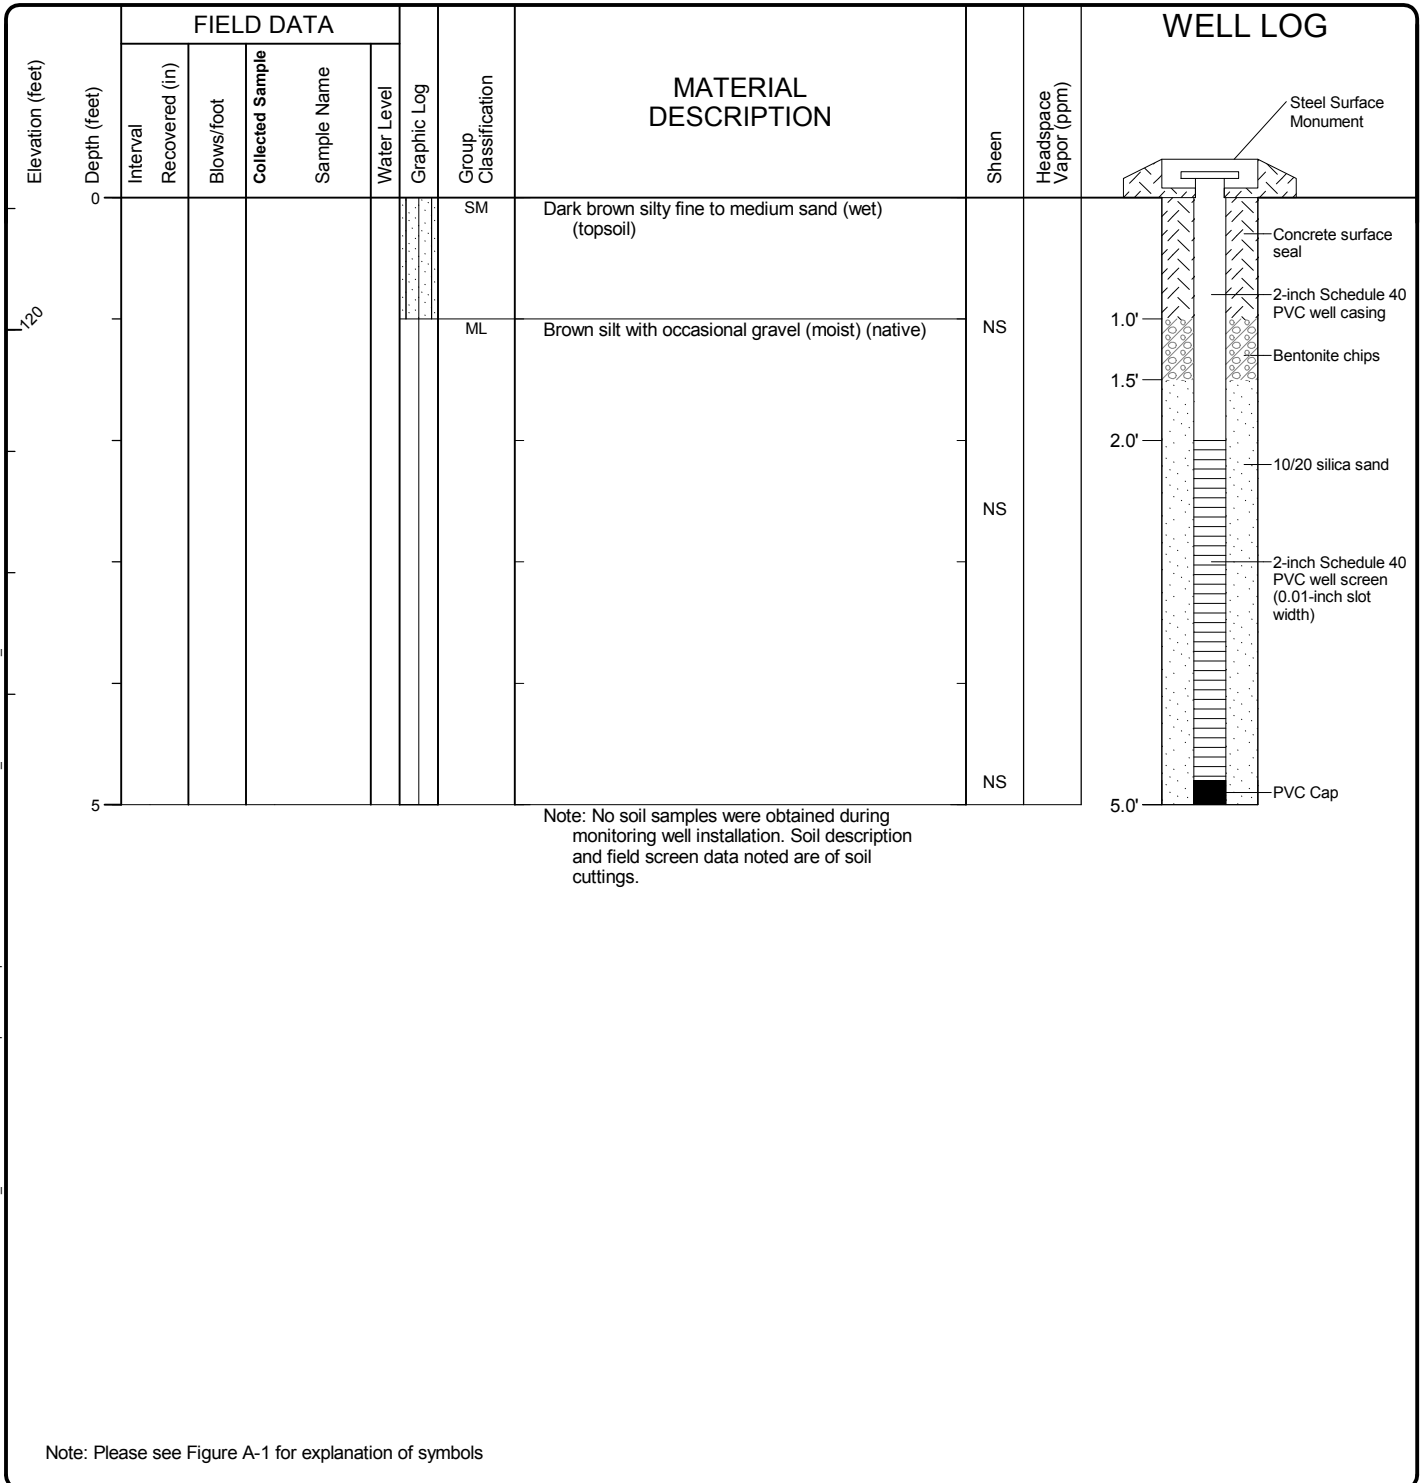 FIELD DATA
WELL LOG
Elevation (feet)
Depth (feet)
Interval
Recovered (in)
Blows/foot
Collected Sample
Sample Name
Water Level
Graphic Log
Group
Classification
MATERIAL
DESCRIPTION
Sheen
Headspace
Vapor (ppm)
Steel Surface
Monument
0
SM
Dark brown silty fine to medium sand (wet)
(topsoil)
Concrete surface
seal
2-inch Schedule 40
PVC well casing
120
ML
Brown silt with occasional gravel (moist) (native)
NS
1.0'
Bentonite chips
1.5'
2.0'
10/20 silica sand
NS
2-inch Schedule 40
PVC well screen
(0.01-inch slot
width)
NS
PVC Cap
5
5.0'
Note: No soil samples were obtained during
monitoring well installation. Soil description
and field screen data noted are of soil
cuttings.
Note: Please see Figure A-1 for explanation of symbols